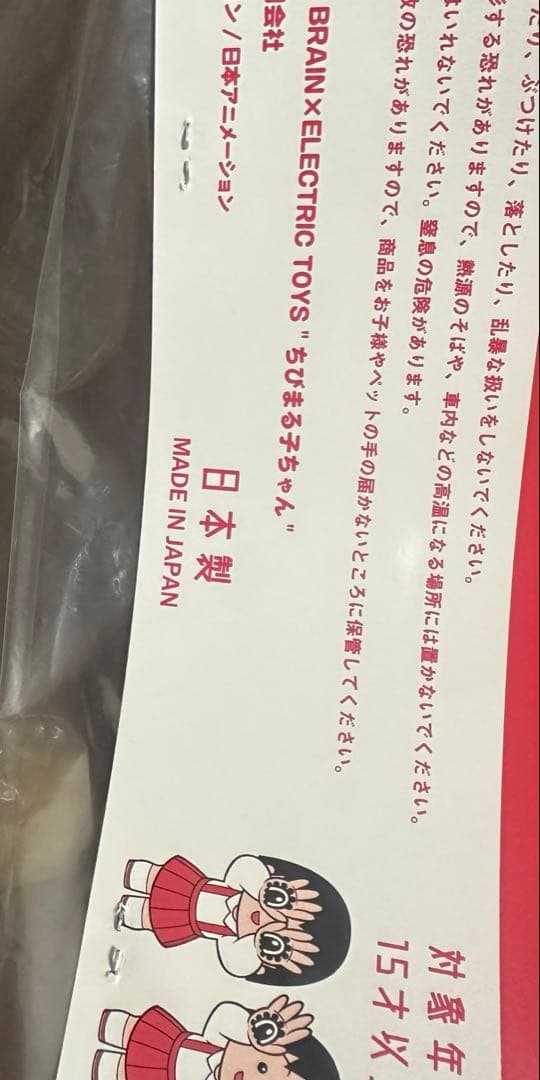 たり、ぶつけたり、落としたり、乱暴な扱いをしないでください。
する恐れがありますので、熱源のそばや、車内などの高温になる場所には置かないでください。
いれないでください。窒息の危険があります。
の恐れがありますので、商品をお子様やペットの手の届かないところに保管してください。
BRAIN×ELECTRIC TOYS "ちびまる子ちゃん"
会社
ン / 日本アニメーション
日本製
MADE IN JAPAN
対象年
15才以